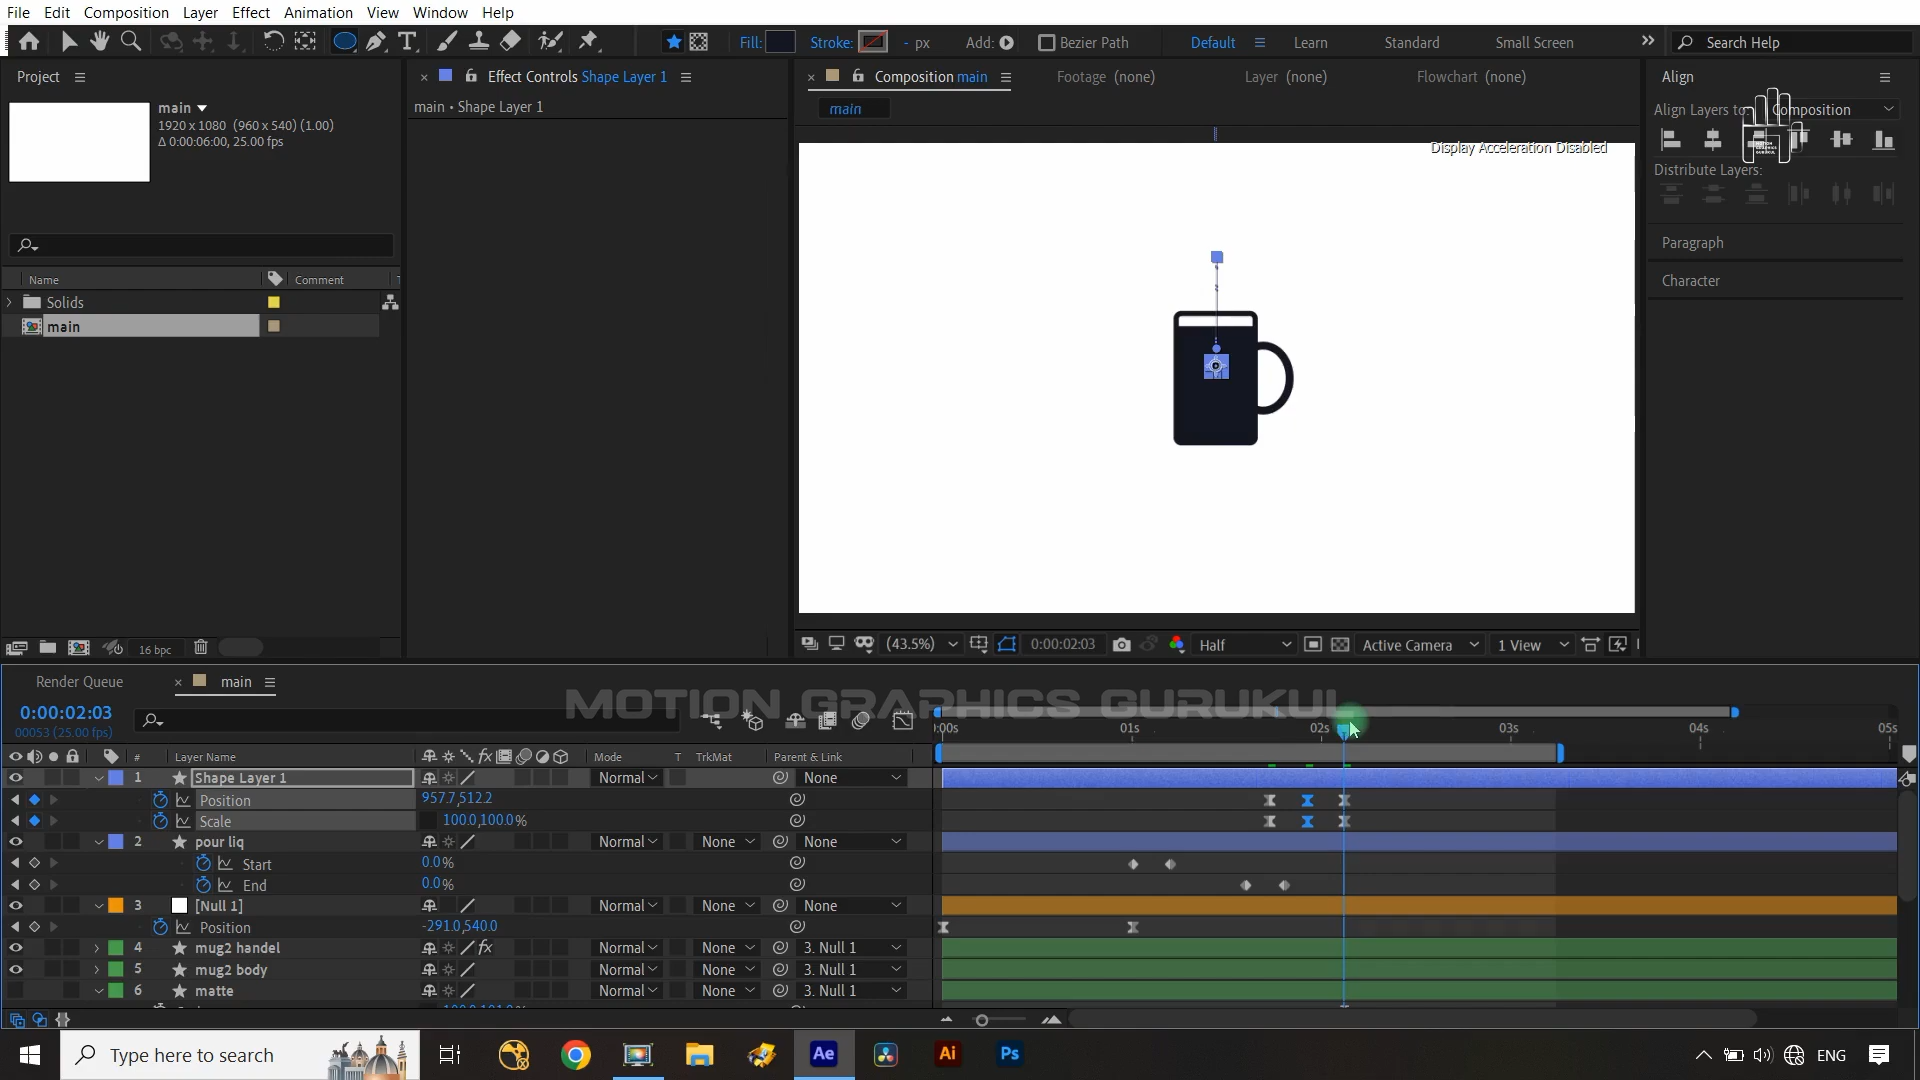 File Edit Composition Layer Effect Animation View Window Help
Fill: Stroke: - px Add: Bezier Path Default Learn Standard Small Screen Search Help
Project
Effect Controls Shape Layer 1
Composition main
Footage (none)
Layer (none)
Flowchart (none)
Align
main
1920 x 1080 (960 x 540) (1.00)
Δ 0:00:06:00, 25.00 fps
main • Shape Layer 1
main
Align Layers to: Composition
Display Acceleration Disabled
Distribute Layers:
Paragraph
Character
Name Comment
Solids
main
16 bpc
(43.5%) 0:00:02:03 Half Active Camera 1 View
Render Queue
main
MOTION GRAPHICS GURUKUL
0:00:02:03
00053 (25.00 fps)
:00s 01s 02s 03s 04s 05s
# Layer Name Mode T TrkMat Parent & Link
1 Shape Layer 1 Normal None
Position 957.7,512.2
Scale 100.0,100.0%
2 pour liq Normal None None
Start 0.0%
End 0.0%
3 [Null 1] Normal None None
Position -291.0,540.0
4 mug2 handel fx Normal None 3. Null 1
5 mug2 body Normal None 3. Null 1
6 matte Normal None 3. Null 1
Type here to search
Ae
Ai
Ps
ENG